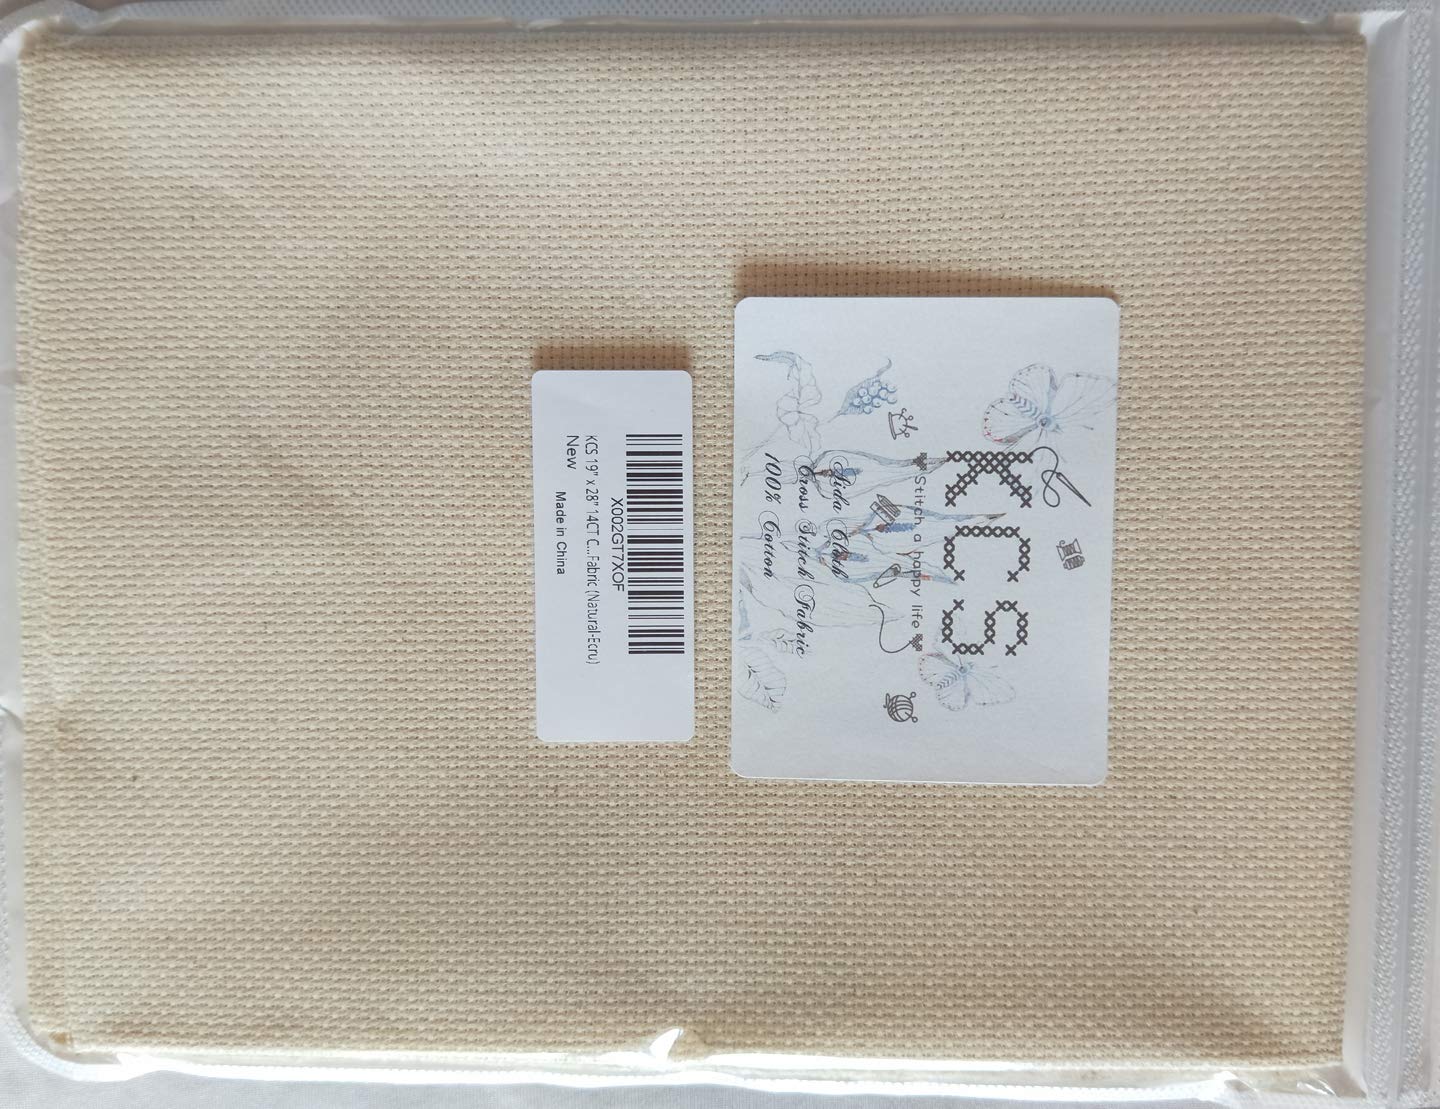 KCS
Stitch a happy life
Aida Cloth
Cross Stitch Fabric
100% Cotton
X002GT7XOF
KCS 19" x 28" 14CT C...Fabric (Natural-Ecru)
New
Made in China